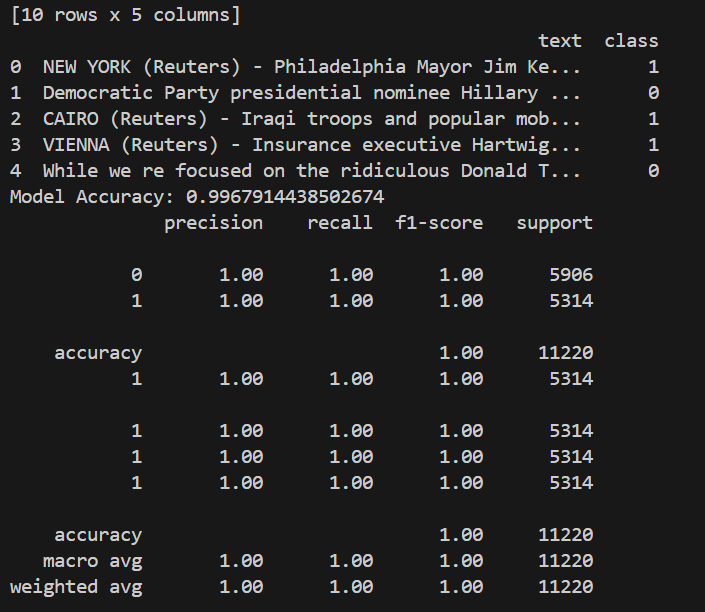 [10 rows x 5 columns]
text class
0 NEW YORK (Reuters) - Philadelphia Mayor Jim Ke... 1
1 Democratic Party presidential nominee Hillary ... 0
2 CAIRO (Reuters) - Iraqi troops and popular mob... 1
3 VIENNA (Reuters) - Insurance executive Hartwig... 1
4 While we re focused on the ridiculous Donald T... 0
Model Accuracy: 0.9967914438502674
precision recall f1-score support
0 1.00 1.00 1.00 5906
1 1.00 1.00 1.00 5314
accuracy 1.00 11220
1 1.00 1.00 1.00 5314
1 1.00 1.00 1.00 5314
1 1.00 1.00 1.00 5314
1 1.00 1.00 1.00 5314
accuracy 1.00 11220
macro avg 1.00 1.00 1.00 11220
weighted avg 1.00 1.00 1.00 11220